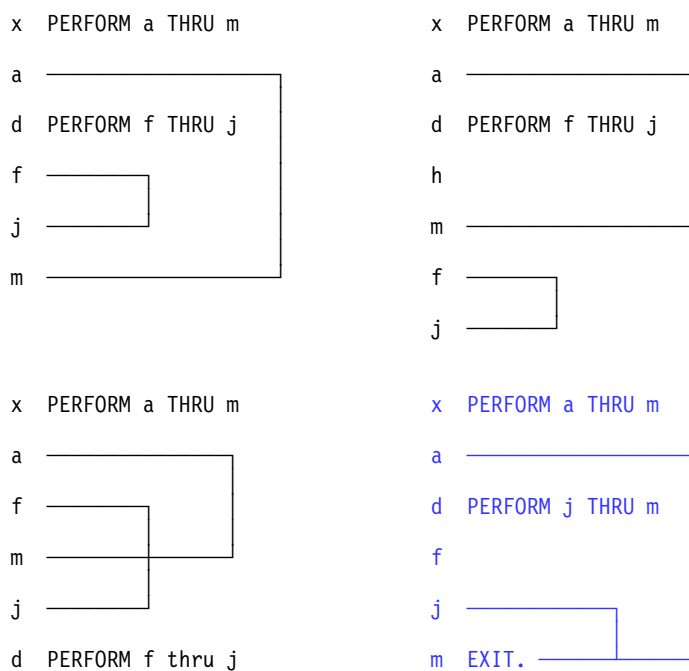 x PERFORM a THRU m
a
d PERFORM f THRU j
f
j
m
x PERFORM a THRU m
a
d PERFORM f THRU j
h
m
f
j
x PERFORM a THRU m
a
f
m
j
d PERFORM f thru j
x PERFORM a THRU m
a
d PERFORM j THRU m
f
j
m EXIT.